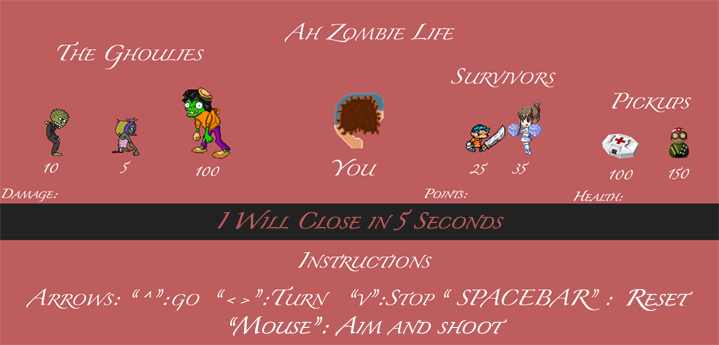 Ah Zombie Life
The Ghoulies
Survivors
Pickups
10
5
100
You
25
35
100
150
Damage:
Points:
Health:
I Will Close in 5 Seconds
Instructions
Arrows: “ ^ ”:go “ < > ”:Turn “v”:Stop “ SPACEBAR” : Reset
“Mouse”: Aim and shoot